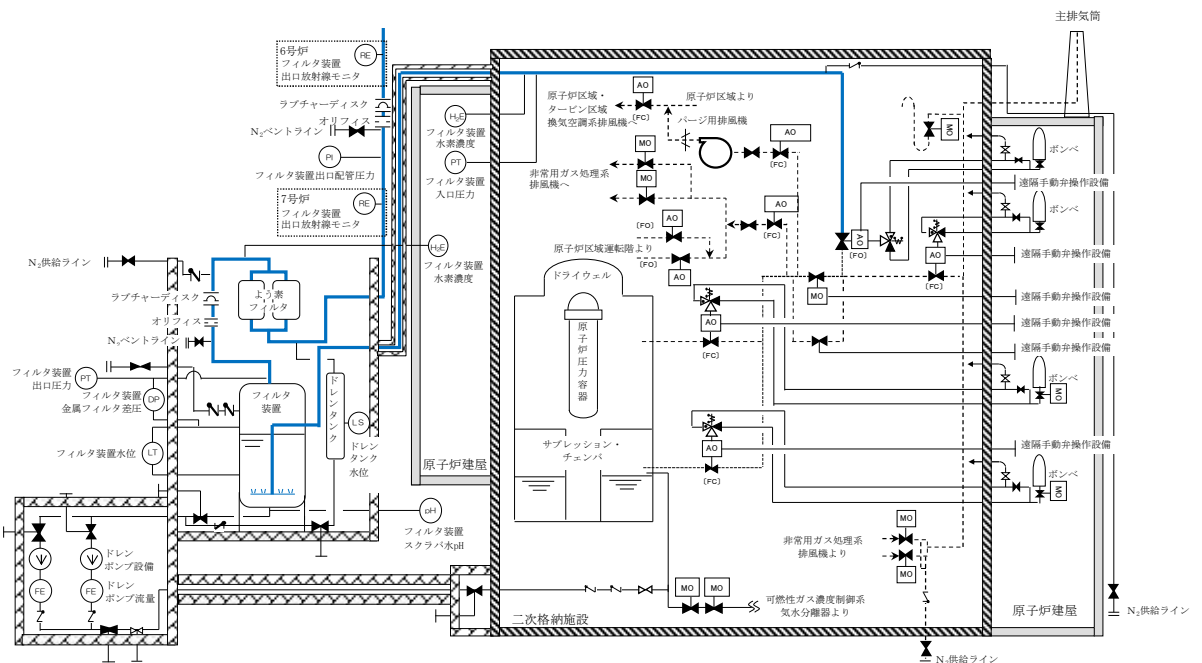 主排気筒
6号炉
フィルタ装置
出口放射線モニタ
RE
ラプチャーディスク
オリフィス
N₂ベントライン
PI
フィルタ装置出口配管圧力
7号炉
フィルタ装置
出口放射線モニタ
RE
H₂E
フィルタ装置
水素濃度
PT
フィルタ装置
入口圧力
H₂E
フィルタ装置
水素濃度
原子炉区域・
タービン区域
換気空調系排風機へ
AO
(FC)
原子炉区域より
パージ用排風機
AO
(FC)
MO
非常用ガス処理系
排風機へ
MO
AO
(FO)
原子炉区域運転階より
(FO)
AO
AO
(FC)
MO
ボンベ
遠隔手動弁操作設備
ボンベ
AO
(FO)
AO
(FC)
遠隔手動弁操作設備
MO
遠隔手動弁操作設備
AO
(FC)
遠隔手動弁操作設備
遠隔手動弁操作設備
ボンベ
MO
AO
(FC)
遠隔手動弁操作設備
ボンベ
MO
N₂供給ライン
ラプチャーディスク
オリフィス
N₂ベントライン
よう素
フィルタ
フィルタ装置
出口圧力
PT
フィルタ装置
金属フィルタ差圧
DP
フィルタ装置水位
LT
フィルタ
装置
ドレンタンク
LS
ドレン
タンク
水位
原子炉建屋
pH
フィルタ装置
スクラバ水pH
ドライウェル
原子炉圧力容器
サプレッション・
チェンバ
ドレン
ポンプ設備
FE
FE
ドレン
ポンプ流量
二次格納施設
MO
MO
可燃性ガス濃度制御系
気水分離器より
非常用ガス処理系
排風機より
MO
MO
原子炉建屋
N₂供給ライン
N₂供給ライン